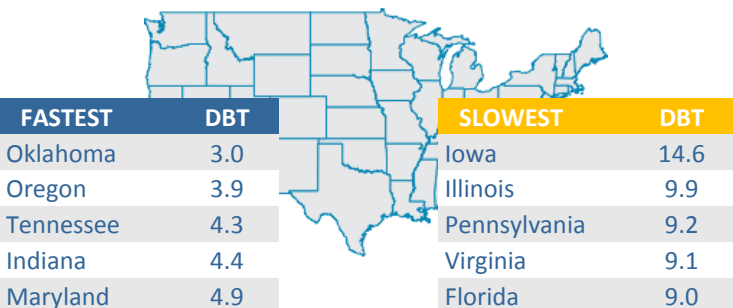 FASTEST DBT
Oklahoma 3.0
Oregon 3.9
Tennessee 4.3
Indiana 4.4
Maryland 4.9
SLOWEST DBT
Iowa 14.6
Illinois 9.9
Pennsylvania 9.2
Virginia 9.1
Florida 9.0